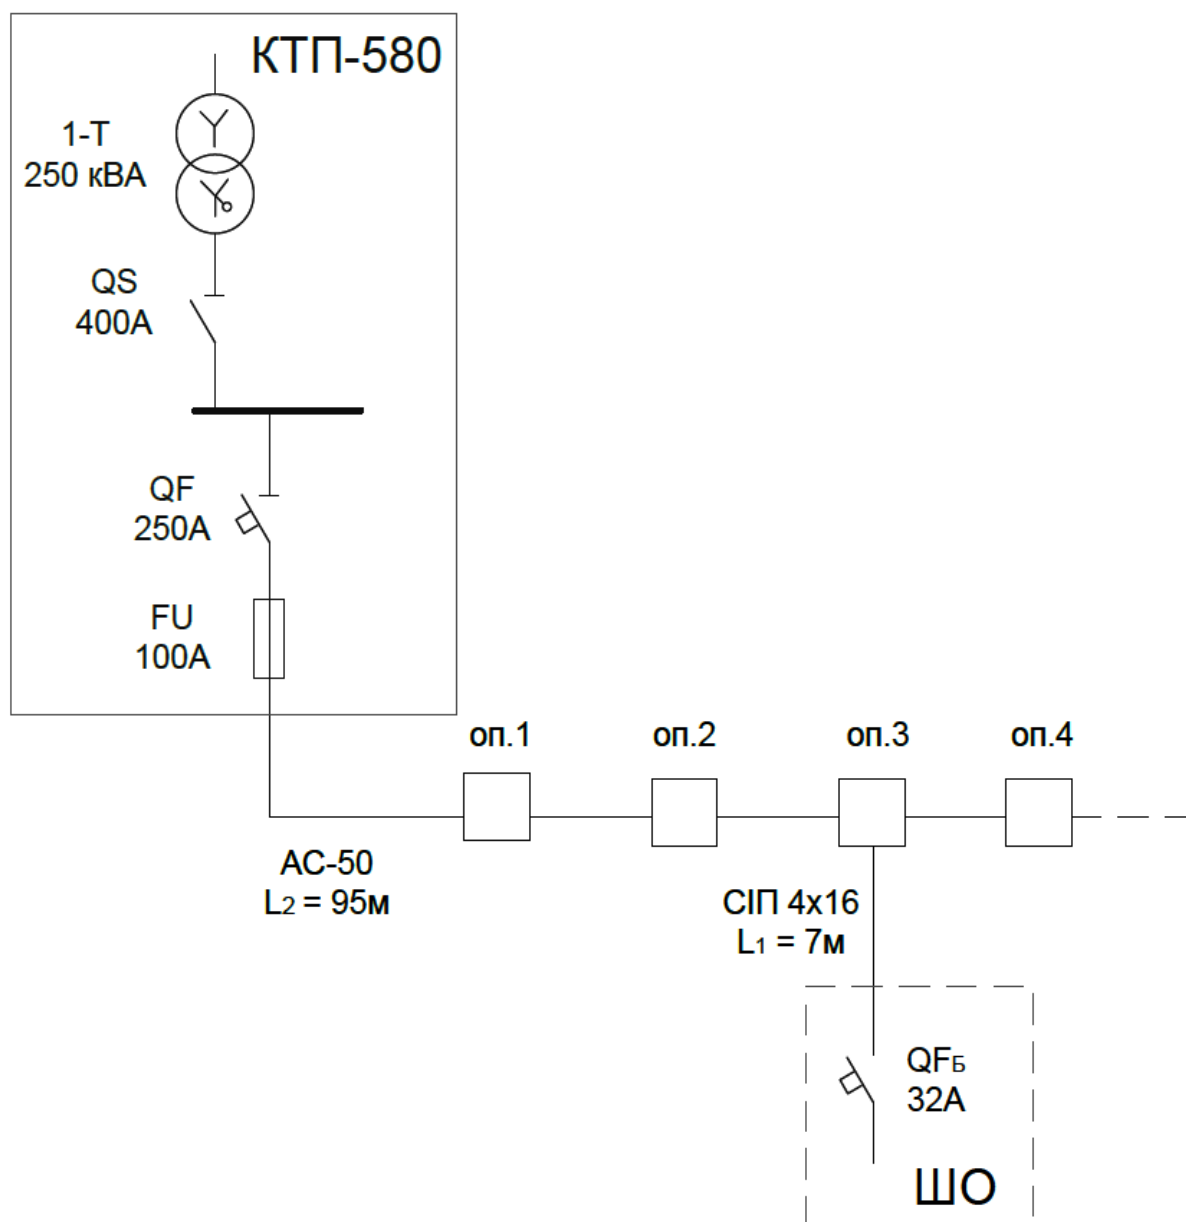 КТП-580
1-Т
250 кВА
QS
400А
QF
250А
FU
100А
оп.1
оп.2
оп.3
оп.4
АС-50
L2 = 95м
СІП 4х16
L1 = 7м
QFБ
32А
ШО